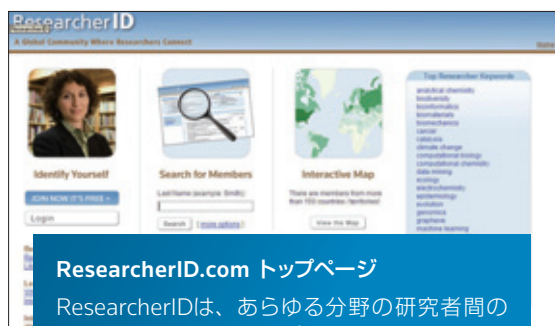 ResearcherID
A Global Community Where Researchers Connect
Identify Yourself
JOIN NOW IT'S FREE »
Login
Search for Members
Last Name (example: Smith):
Search [more options]
Interactive Map
There are members from more
than 100 countries /territories!
View the Map
Top Researcher Keywords
analytical chemistry
biodiversity
bioinformatics
biomaterials
biomechanics
cancer
catalysis
climate change
computational biology
computational chemistry
data mining
ecology
electrochemistry
epidemiology
evolution
genomics
graphene
machine learning
ResearcherID.com トップページ
ResearcherIDは、あらゆる分野の研究者間の